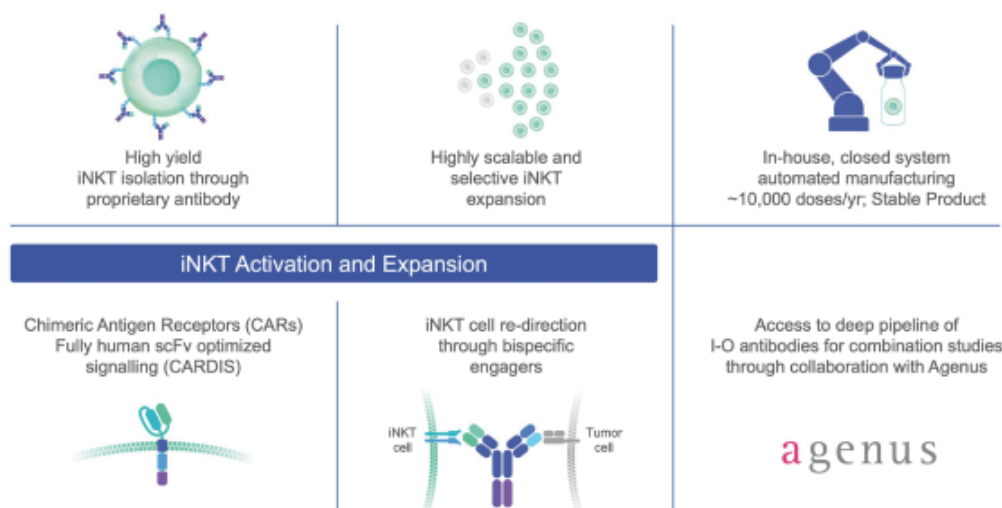 High yield
iNKT isolation through
proprietary antibody
Highly scalable and
selective iNKT
expansion
In-house, closed system
automated manufacturing
~10,000 doses/yr; Stable Product
iNKT Activation and Expansion
Chimeric Antigen Receptors (CARs)
Fully human scFv optimized
signalling (CARDIS)
iNKT cell re-direction
through bispecific
engagers
iNKT
cell
Tumor
cell
Access to deep pipeline of
I-O antibodies for combination studies
through collaboration with Agenus
agenus